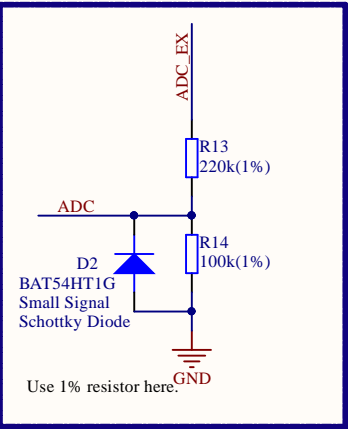 ADC_EX
R13
220k(1%)
ADC
R14
100k(1%)
D2
BAT54HT1G
Small Signal
Schottky Diode
GND
Use 1% resistor here.